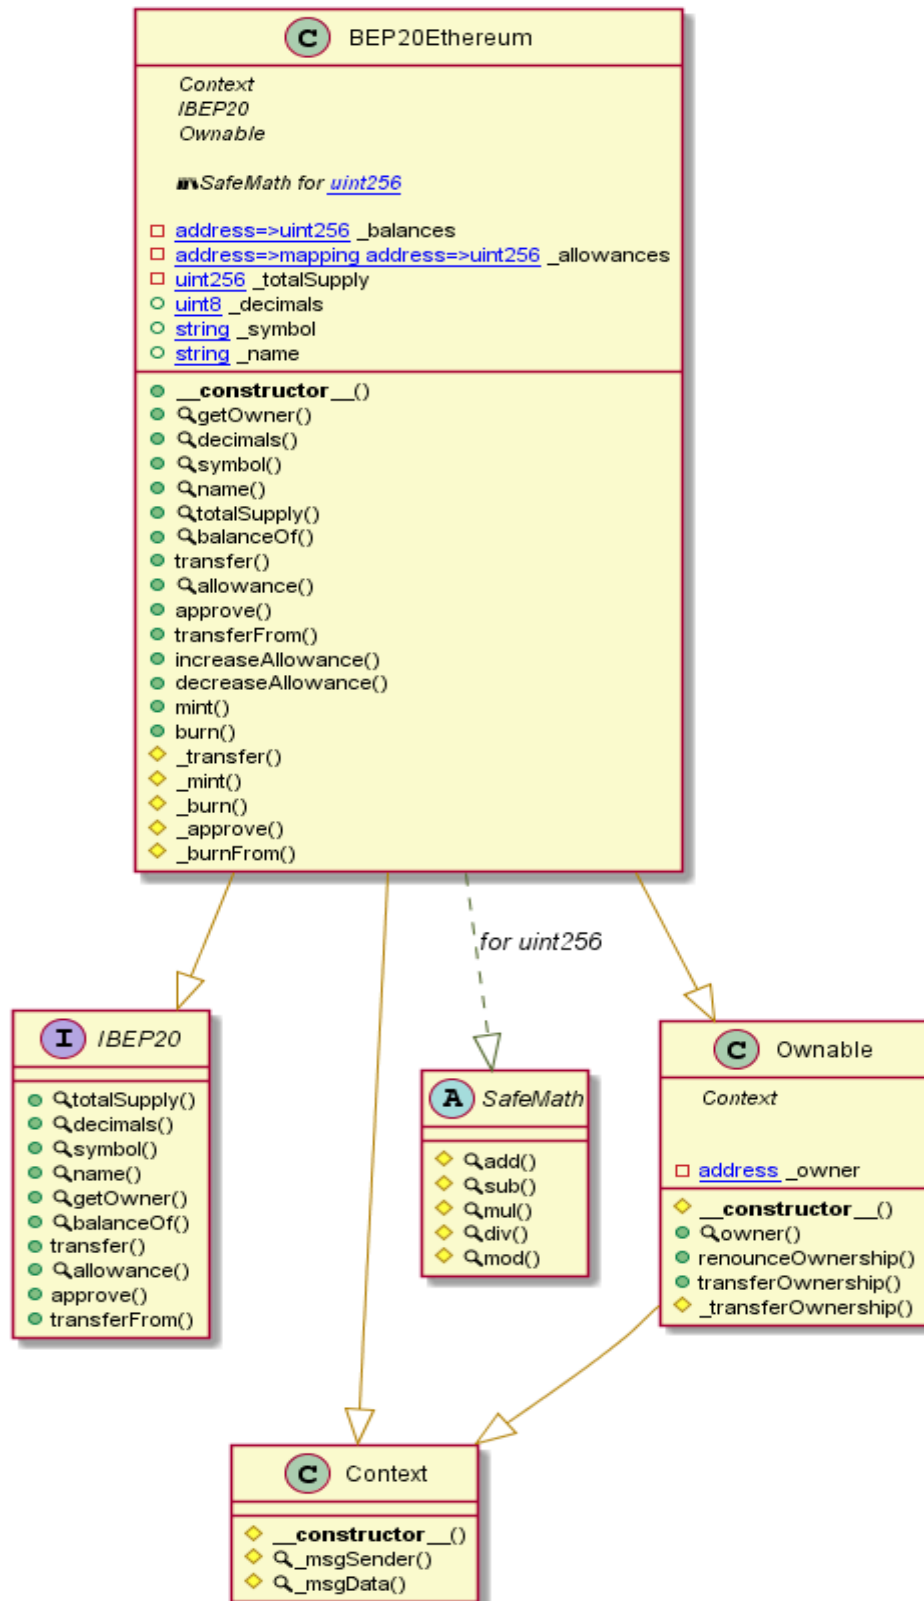 C BEP20Ethereum
Context
IBEP20
Ownable
SafeMath for uint256
address=>uint256 _balances
address=>mapping address=>uint256 _allowances
uint256 _totalSupply
uint8 _decimals
string _symbol
string _name
__constructor__()
getOwner()
decimals()
symbol()
name()
totalSupply()
balanceOf()
transfer()
allowance()
approve()
transferFrom()
increaseAllowance()
decreaseAllowance()
mint()
burn()
_transfer()
_mint()
_burn()
_approve()
_burnFrom()
for uint256
I IBEP20
totalSupply()
decimals()
symbol()
name()
getOwner()
balanceOf()
transfer()
allowance()
approve()
transferFrom()
A SafeMath
add()
sub()
mul()
div()
mod()
C Ownable
Context
address _owner
__constructor__()
owner()
renounceOwnership()
transferOwnership()
_transferOwnership()
C Context
__constructor__()
_msgSender()
_msgData()